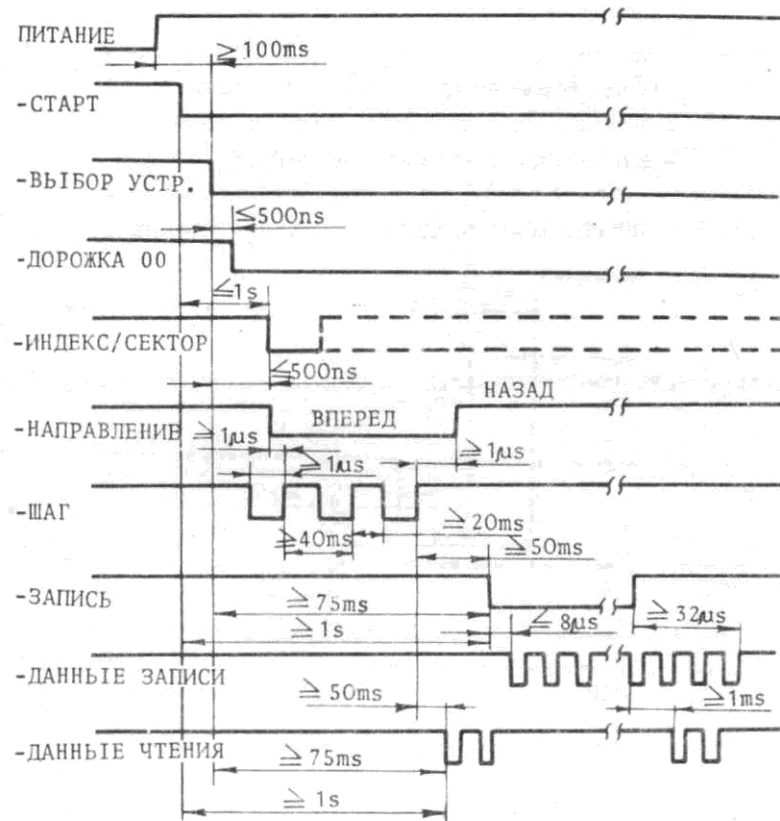 ПИТАНИЕ
≥100ms
-СТАРТ
-ВЫБОР УСТР.
≤500ns
-ДОРОЖКА 00
≤1s
-ИНДЕКС/СЕКТОР
≤500ns
НАЗАД
ВПЕРЕД
-НАПРАВЛЕНИЕ
≥1µs
≥1µs
≥1µs
-ШАГ
≥20ms
≥40ms
≥50ms
-ЗАПИСЬ
≥75ms
≤8µs
≥32µs
≥1s
-ДАННЫЕ ЗАПИСИ
≥50ms
≥1ms
-ДАННЫЕ ЧТЕНИЯ
≥75ms
≥1s